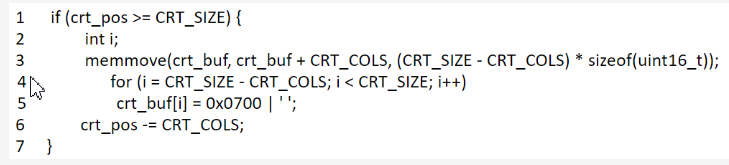 1 if (crt_pos >= CRT_SIZE) {
2 int i;
3 memmove(crt_buf, crt_buf + CRT_COLS, (CRT_SIZE - CRT_COLS) * sizeof(uint16_t));
4 for (i = CRT_SIZE - CRT_COLS; i < CRT_SIZE; i++)
5 crt_buf[i] = 0x0700 | ' ';
6 crt_pos -= CRT_COLS;
7 }